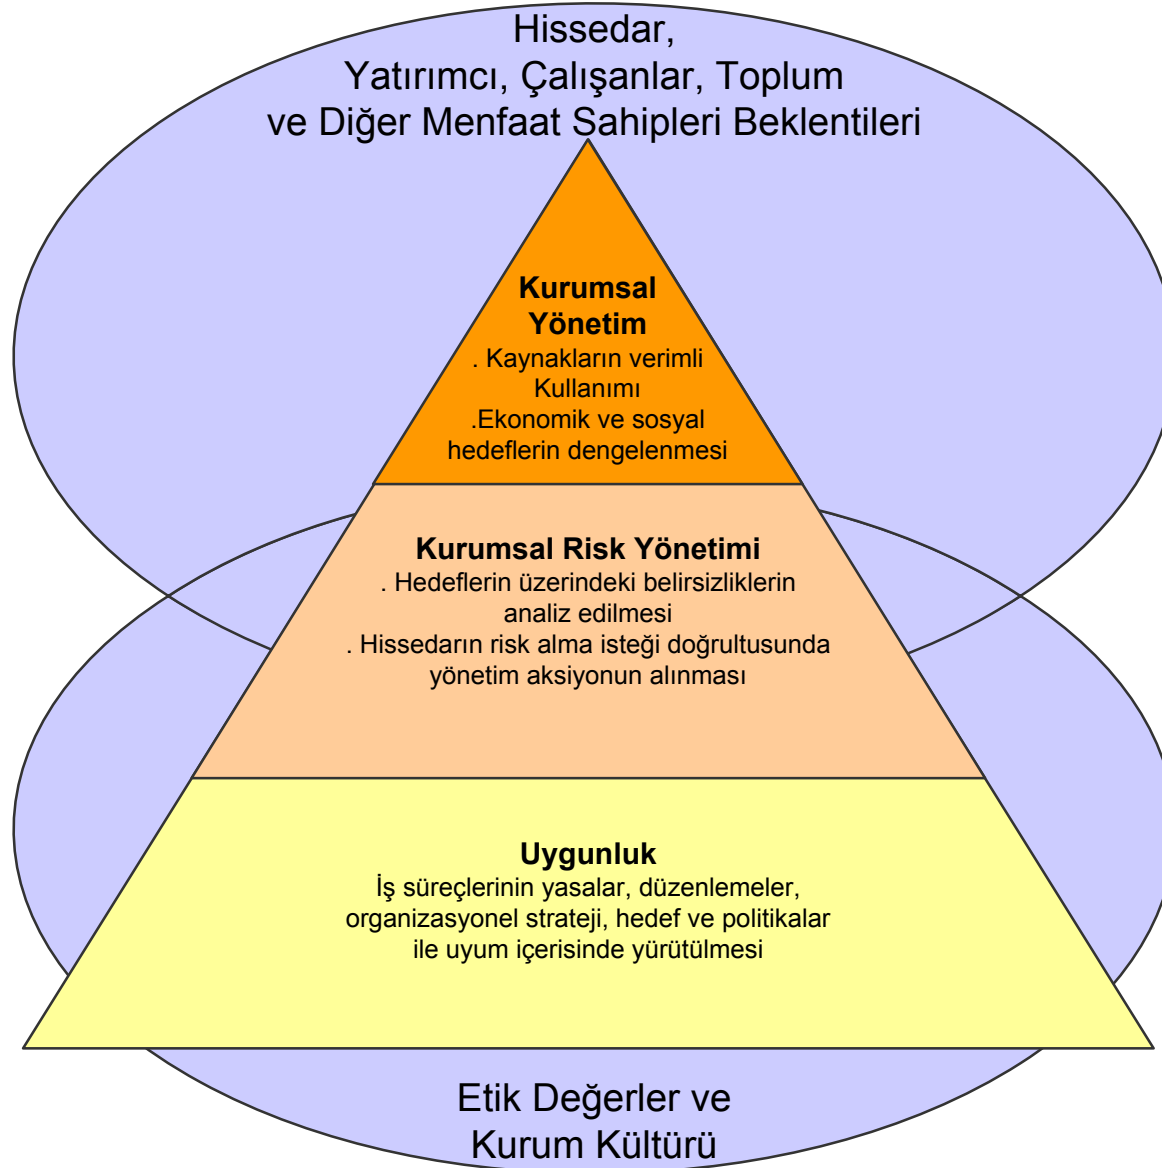 Hissedar,
Yatırımcı, Çalışanlar, Toplum
ve Diğer Menfaat Sahipleri Beklentileri
Kurumsal
Yönetim
. Kaynakların verimli
Kullanımı
.Ekonomik ve sosyal
hedeflerin dengelenmesi
Kurumsal Risk Yönetimi
. Hedeflerin üzerindeki belirsizliklerin
analiz edilmesi
. Hissedarın risk alma isteği doğrultusunda
yönetim aksiyonun alınması
Uygunluk
İş süreçlerinin yasalar, düzenlemeler,
organizasyonel strateji, hedef ve politikalar
ile uyum içerisinde yürütülmesi
Etik Değerler ve
Kurum Kültürü